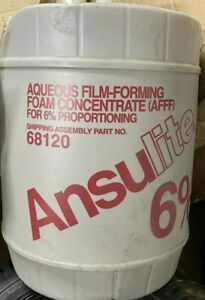 AQUEOUS FILM-FORMING
FOAM CONCENTRATE (AFFF)
FOR 6% PROPORTIONING
SHIPPING ASSEMBLY PART NO.
68120
Ansulite
6%